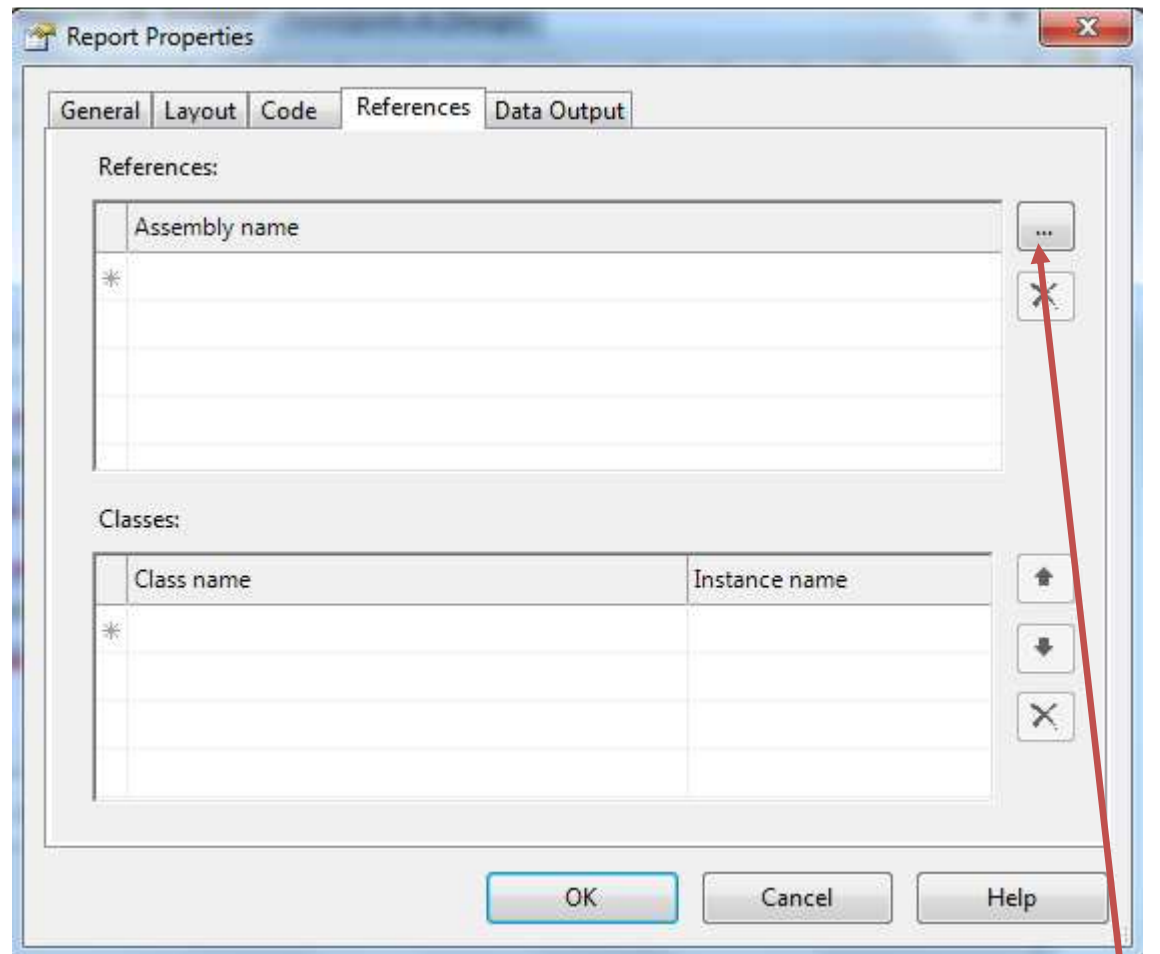 Report Properties
General Layout Code References Data Output
References:
Assembly name
...
*
Classes:
Class name Instance name
*
OK Cancel Help